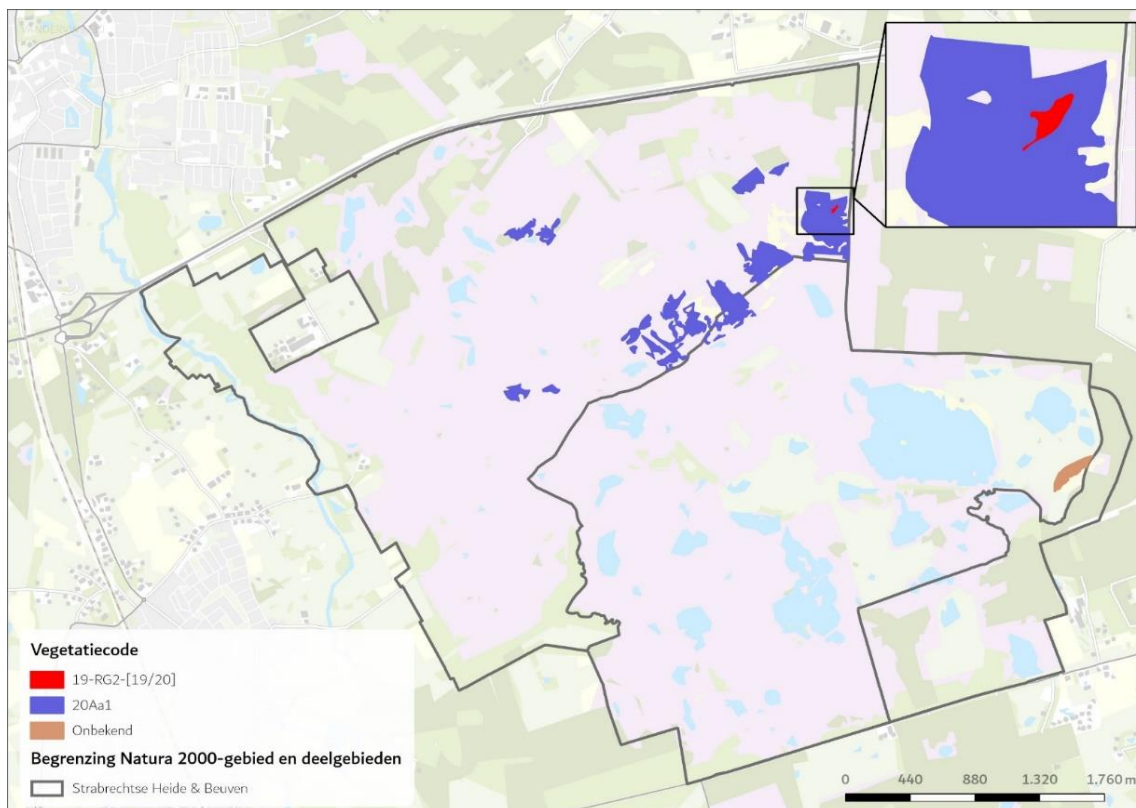 Vegetatiecode
19-RG2-[19/20]
20Aa1
Onbekend
Begrenzing Natura 2000-gebied en deelgebieden
Strabrechtse Heide & Beuven
0 440 880 1.320 1.760 m